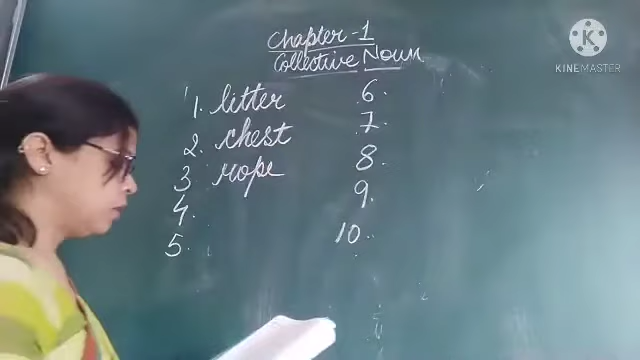 Chapter-1
Collective Noun
1. litter
2. chest
3 rope
4.
5.
6.
7.
8.
9.
10.
KINEMASTER